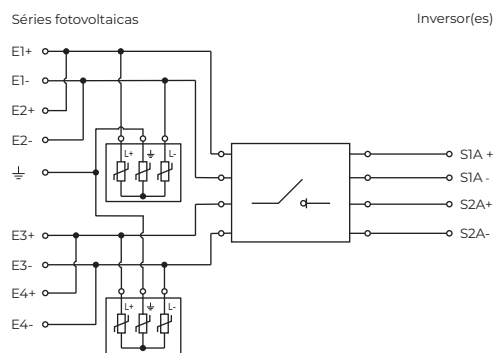 Séries fotovoltaicas
Inversor(es)
E1+
E1-
E2+
E2-
E3+
E3-
E4+
E4-
L+ L-
L+ L-
S1A +
S1A -
S2A+
S2A-